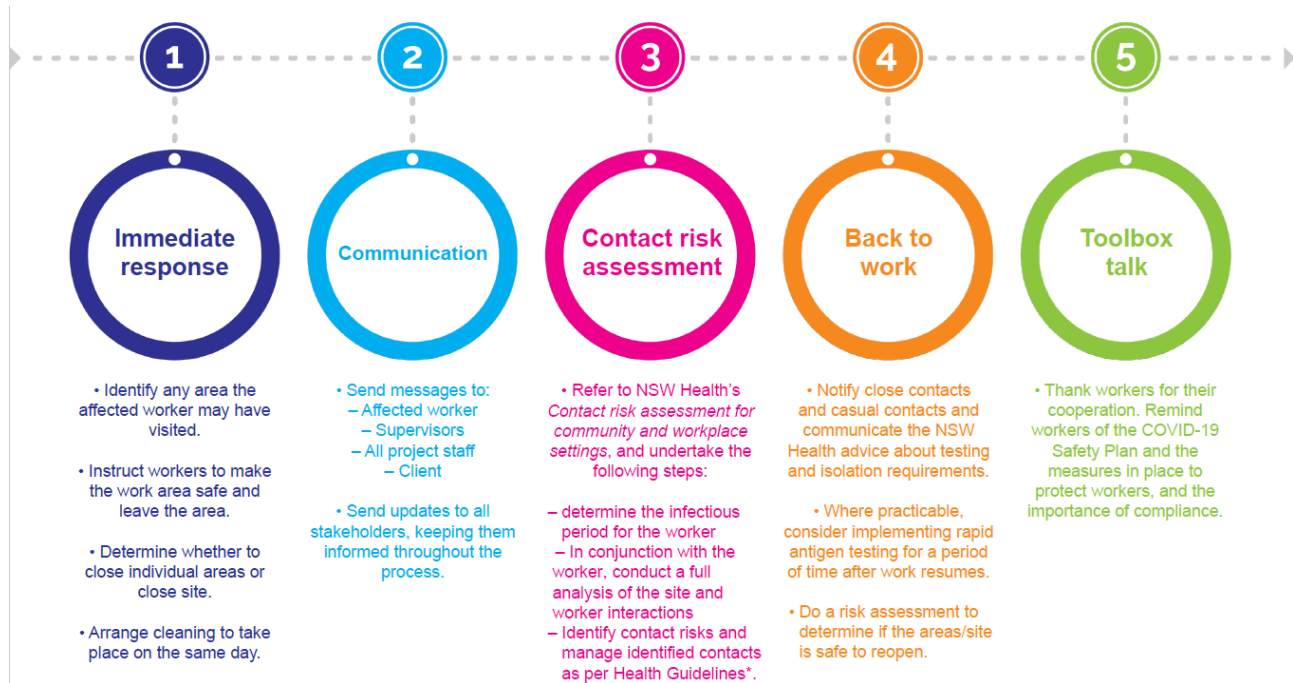 1
2
3
4
5
Immediate
response
Communication
Contact risk
assessment
Back to
work
Toolbox
talk
• Identify any area the
affected worker may have
visited.
• Instruct workers to make
the work area safe and
leave the area.
• Determine whether to
close individual areas or
close site.
• Arrange cleaning to take
place on the same day.
• Send messages to:
– Affected worker
– Supervisors
– All project staff
– Client
• Send updates to all
stakeholders, keeping them
informed throughout the
process.
• Refer to NSW Health’s
Contact risk assessment for
community and workplace
settings, and undertake the
following steps:
– determine the infectious
period for the worker
– In conjunction with the
worker, conduct a full
analysis of the site and
worker interactions
– Identify contact risks and
manage identified contacts
as per Health Guidelines*.
• Notify close contacts
and casual contacts and
communicate the NSW
Health advice about testing
and isolation requirements.
• Where practicable,
consider implementing rapid
antigen testing for a period
of time after work resumes.
• Do a risk assessment to
determine if the areas/site
is safe to reopen.
• Thank workers for their
cooperation. Remind
workers of the COVID-19
Safety Plan and the
measures in place to
protect workers, and the
importance of compliance.